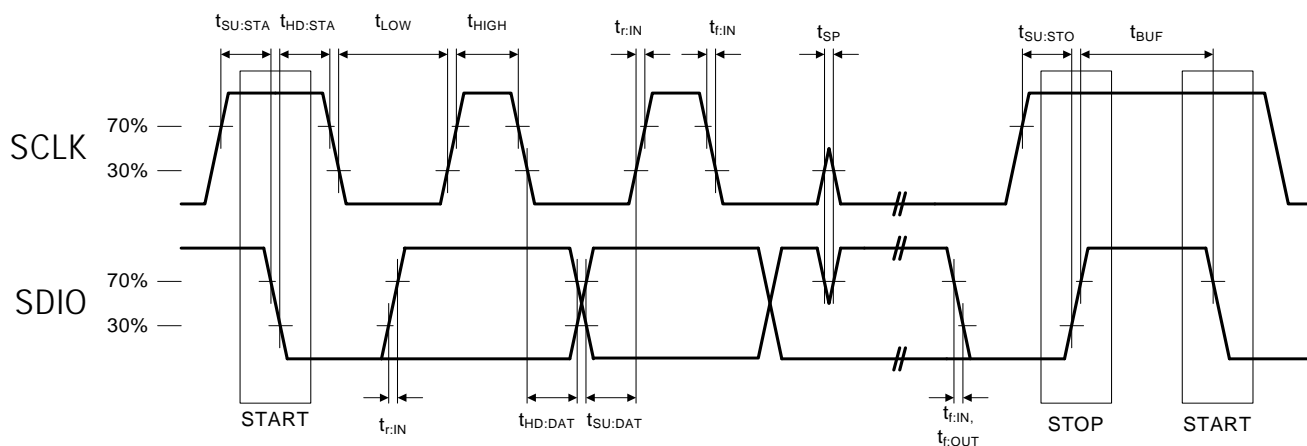 tSU:STA tHD:STA tLOW tHIGH tr:IN tf:IN tSP tSU:STO tBUF
SCLK
70%
30%
SDIO
70%
30%
START tr:IN tHD:DAT tSU:DAT tf:IN, tf:OUT STOP START